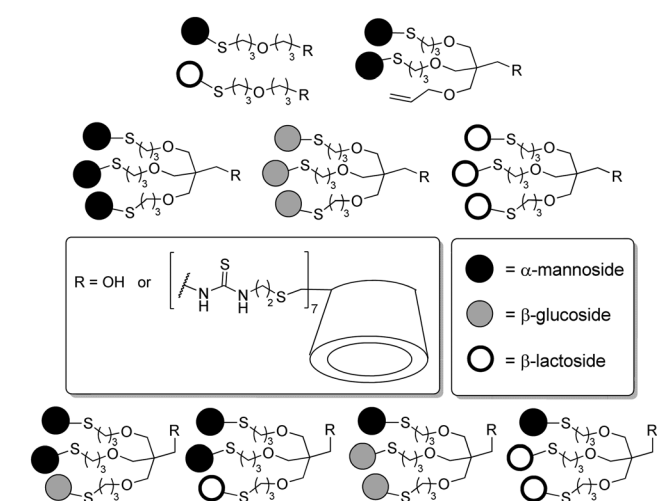 S ( )3 O ( )3 R
S ( )3 O ( )3 R
S ( )3 O
S ( )3 O R
O
S ( )3 O
S ( )3 O R
S ( )3 O
S ( )3 O
S ( )3 O R
S ( )3 O
S ( )3 O
S ( )3 O R
S ( )3 O
S
R = OH or [ N N ( )2 S ]7
H H
= α-mannoside
= β-glucoside
= β-lactoside
S ( )3 O R
S ( )3 O
S ( )3 O
S ( )3 O R
S ( )3 O
S ( )3 O
S ( )3 O R
S ( )3 O
S ( )3 O
S ( )3 O R
S ( )3 O
S ( )3 O